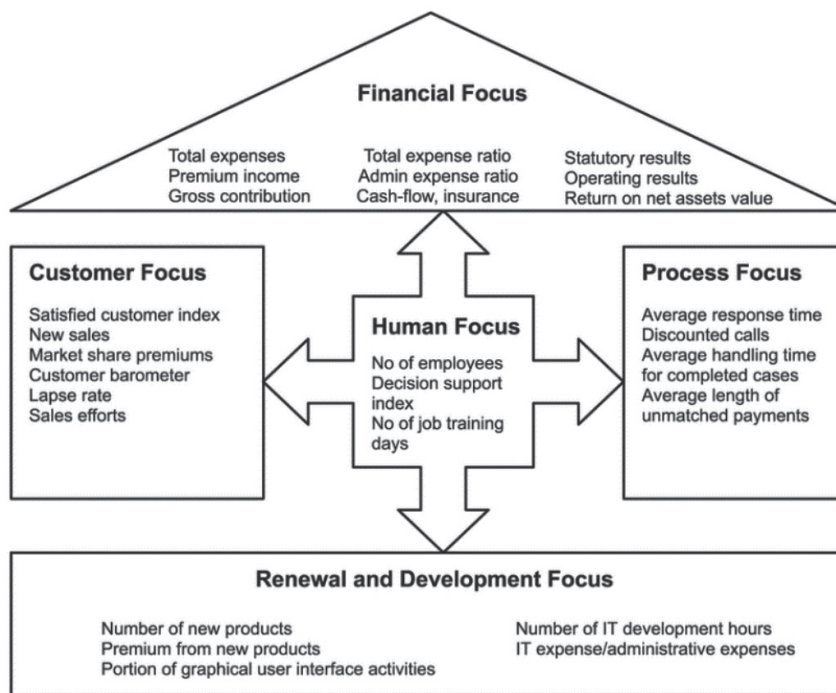 Financial Focus
Total expenses
Premium income
Gross contribution
Total expense ratio
Admin expense ratio
Cash-flow, insurance
Statutory results
Operating results
Return on net assets value
Customer Focus
Satisfied customer index
New sales
Market share premiums
Customer barometer
Lapse rate
Sales efforts
Human Focus
No of employees
Decision support
index
No of job training
days
Process Focus
Average response time
Discounted calls
Average handling time
for completed cases
Average length of
unmatched payments
Renewal and Development Focus
Number of new products
Premium from new products
Portion of graphical user interface activities
Number of IT development hours
IT expense/administrative expenses